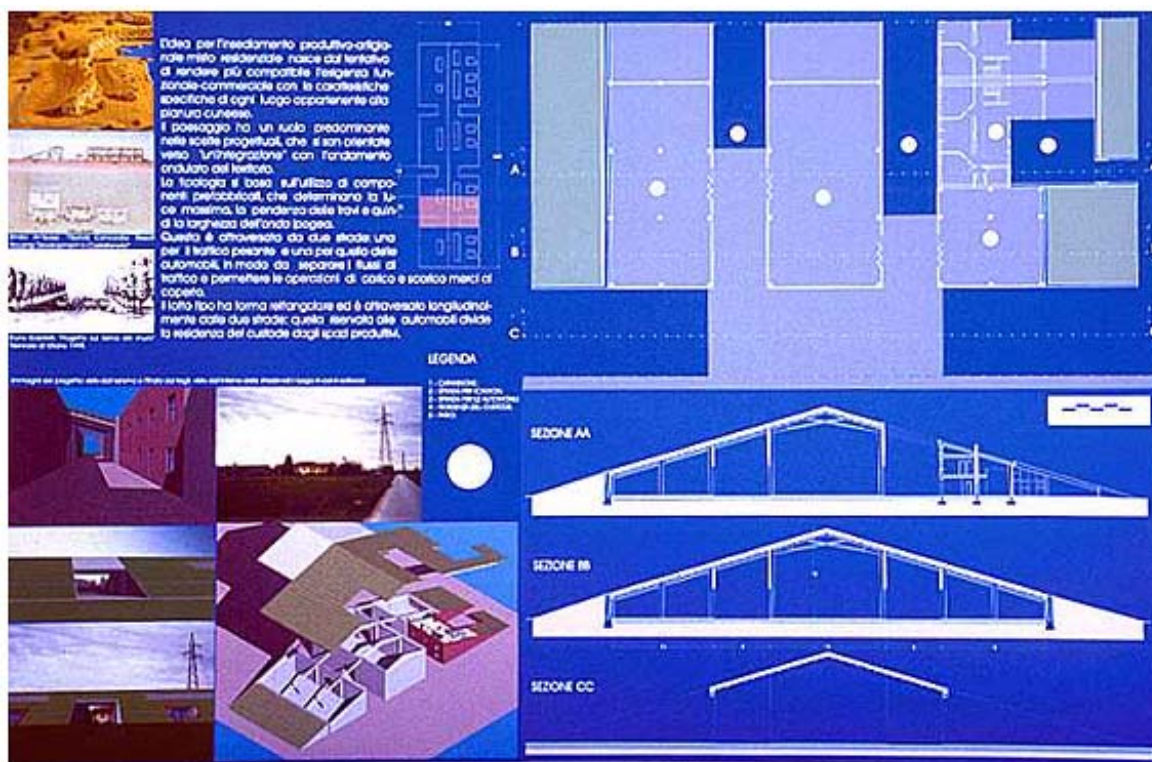 L'idea per l'insediamento produttivo-artigia-
nale misto residenziale nasce dal tentativo
di rendere più compatibile l'esigenza fun-
zionale-commerciale con le caratteristiche
specifiche di ogni luogo appartenente alla
pianura cuneese.
Il paesaggio ha un ruolo predominante
nelle scelte progettuali, che si son orientate
verso "un'integrazione" con l'andamento
ondulato del territorio.
La tipologia si basa sull'utilizzo di compo-
nenti prefabbricati, che determinano la lu-
ce massima, la pendenza delle travi e quin-
di la larghezza dell'onda ipogea.
Questa è attraversata da due strade: una
per il traffico pesante e una per quello delle
automobili, in modo da separare i flussi di
traffico e permettere le operazioni di carico e scarico merci al
coperto.
Il lotto tipo ha forma rettangolare ed è attraversato longitudinal-
mente dalle due strade: quella riservata alle automobili divide
la residenza del custode dagli spazi produttivi.
A
B
C
LEGENDA
SEZIONE AA
SEZIONE BB
SEZIONE CC